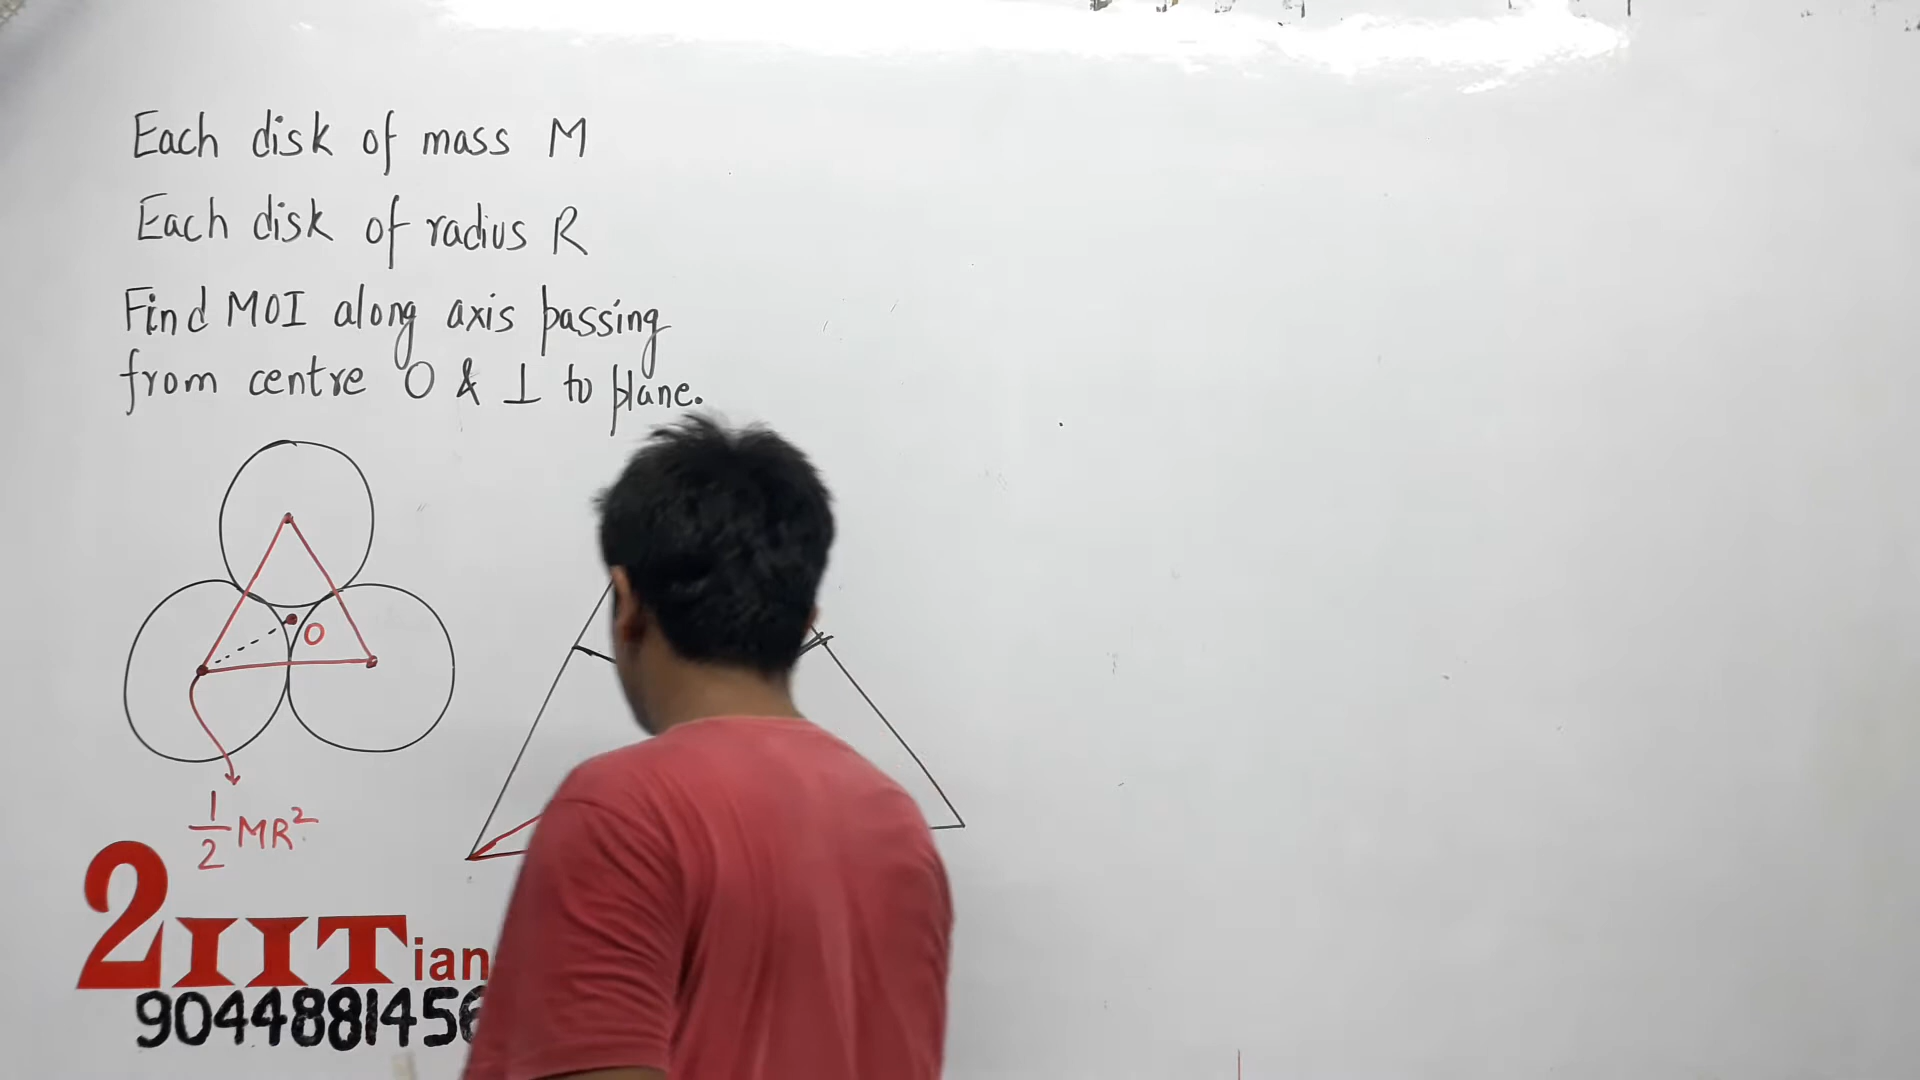 Each disk of mass M
Each disk of radius R
Find MOI along axis passing
from centre O & ⊥ to plane.
O
1/2 MR²
2IITian
9044881456